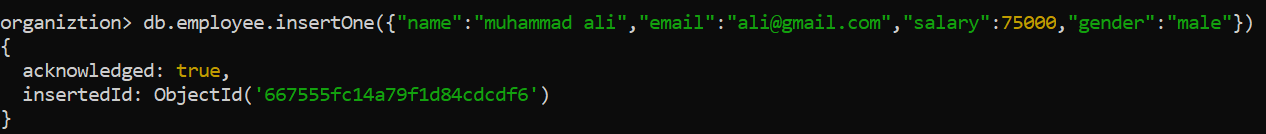 organiztion> db.employee.insertOne({"name":"muhammad ali","email":"ali@gmail.com","salary":75000,"gender":"male"})
{
  acknowledged: true,
  insertedId: ObjectId('667555fc14a79f1d84cdcdf6')
}